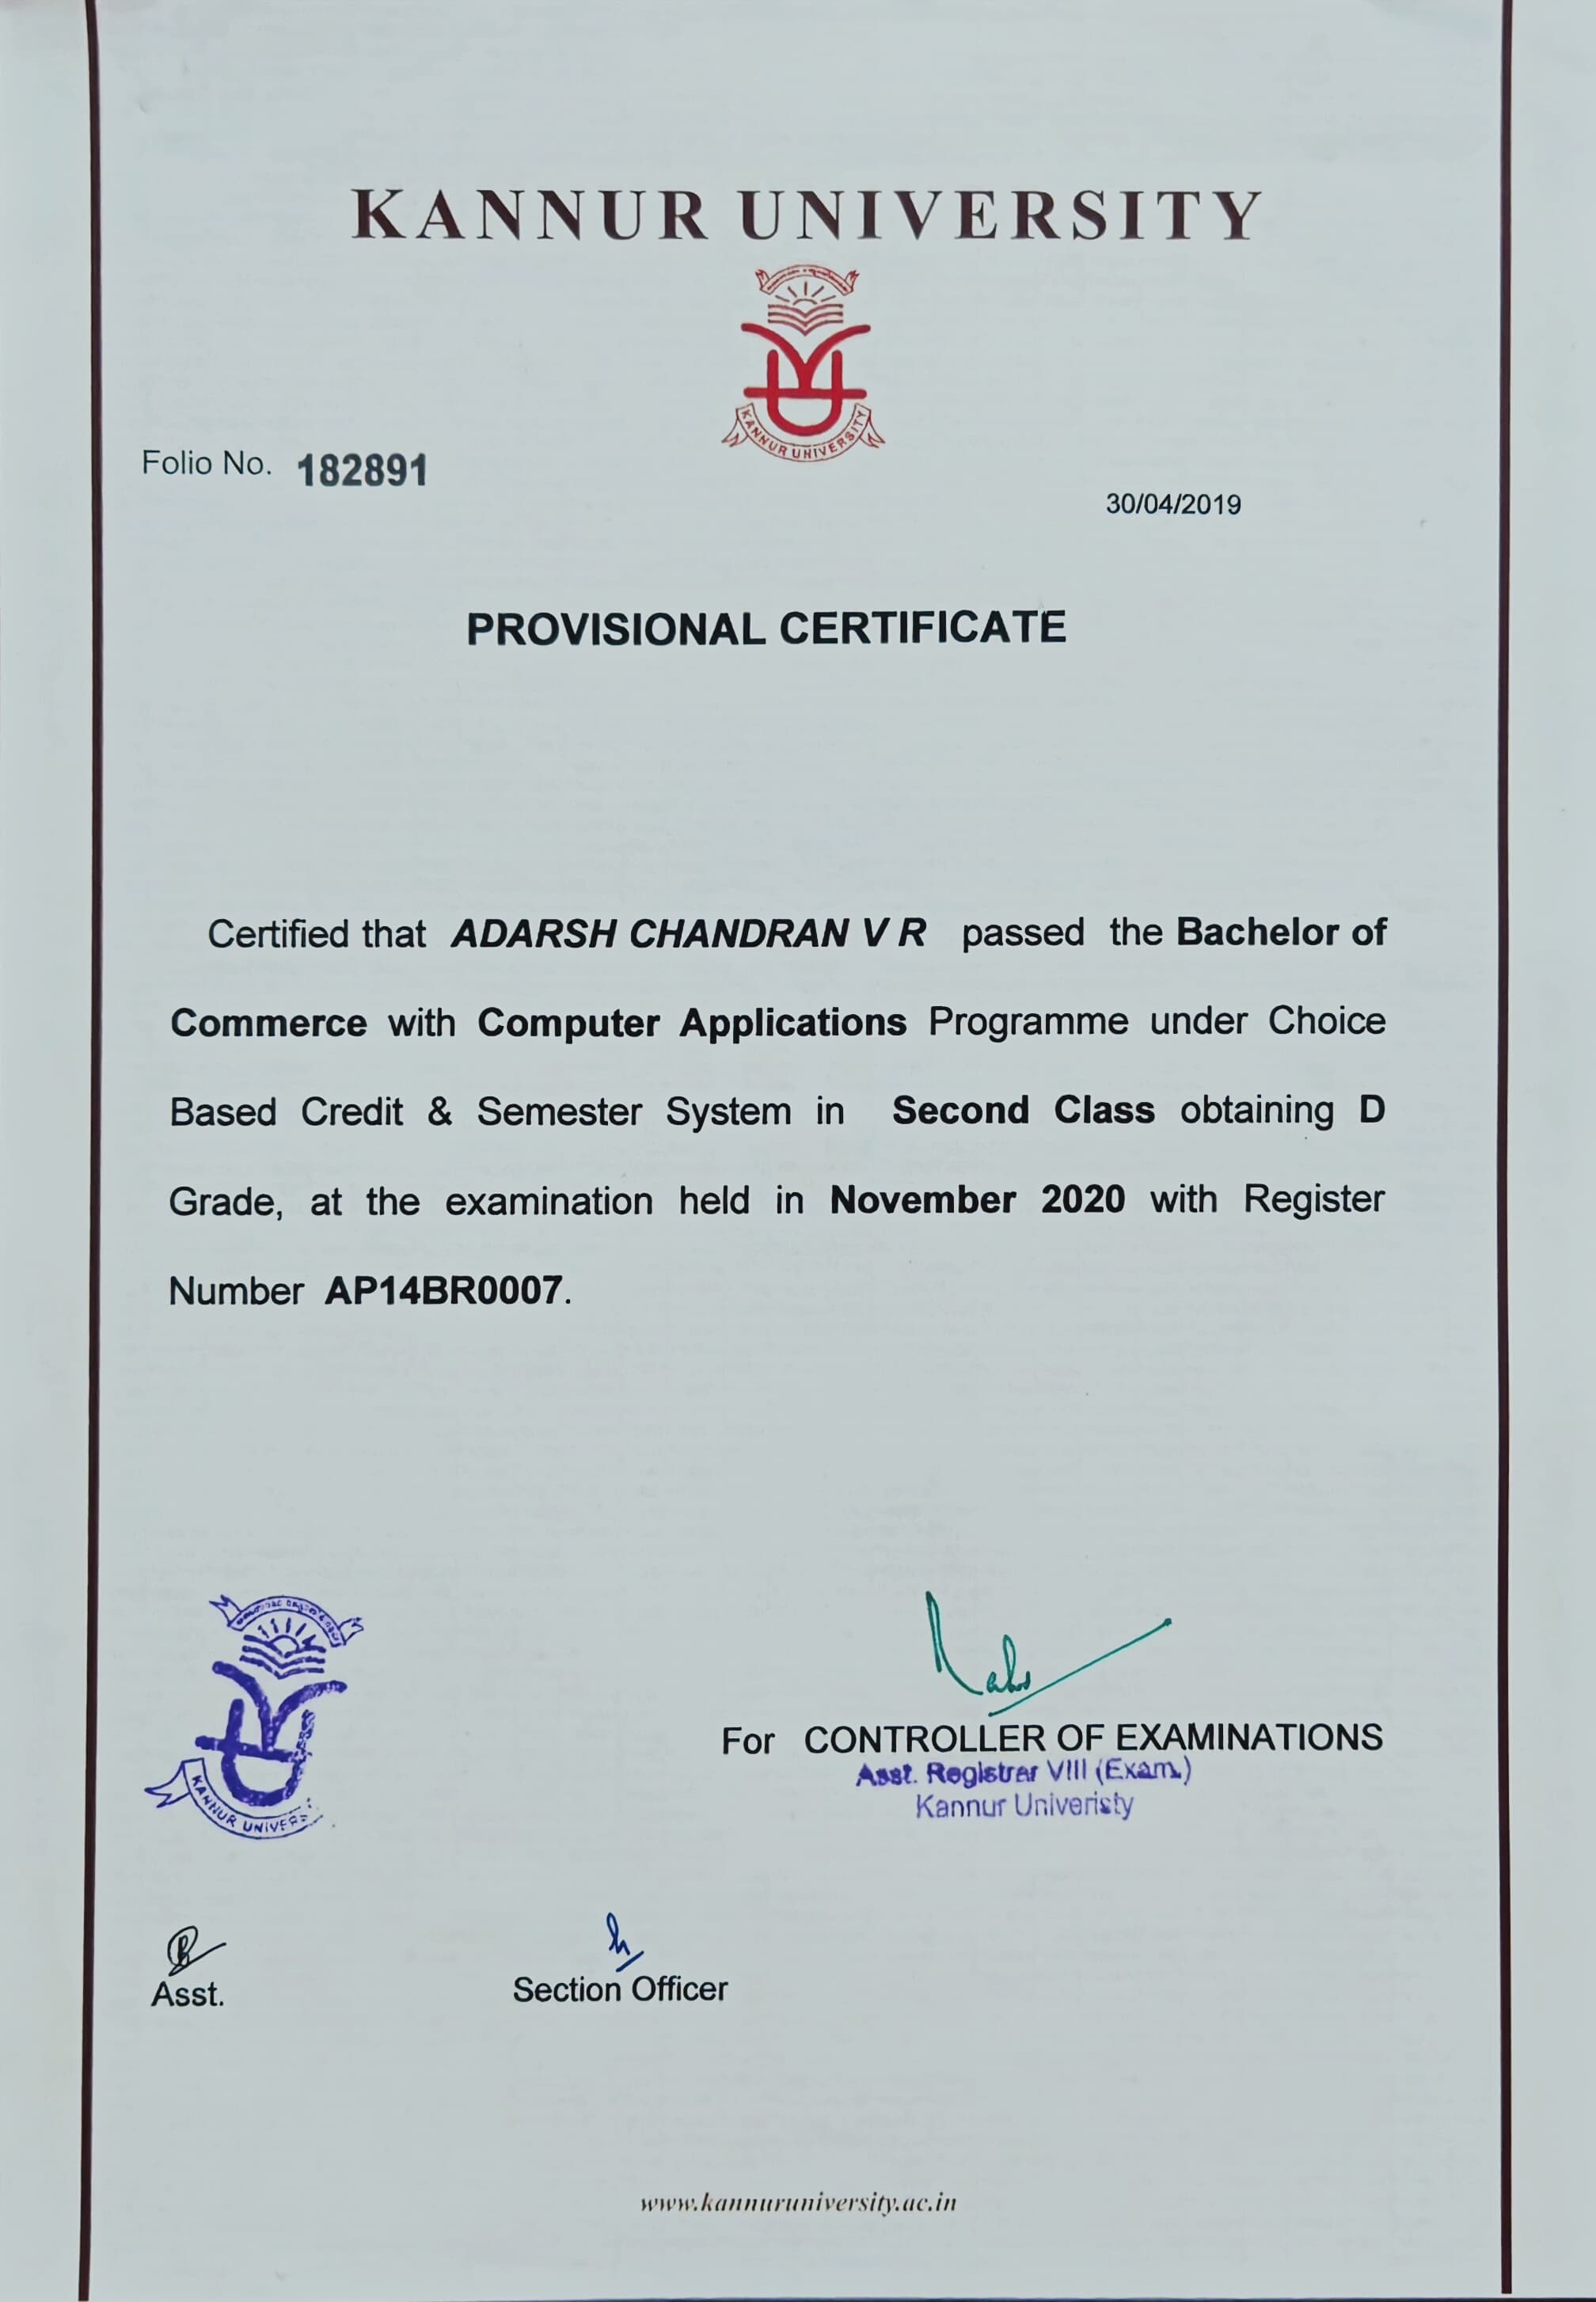 KANNUR UNIVERSITY
KANNUR UNIVERSITY
Folio No. 182891
30/04/2019
PROVISIONAL CERTIFICATE
Certified that ADARSH CHANDRAN V R passed the Bachelor of
Commerce with Computer Applications Programme under Choice
Based Credit & Semester System in Second Class obtaining D
Grade, at the examination held in November 2020 with Register
Number AP14BR0007.
KANNUR
For CONTROLLER OF EXAMINATIONS
Asst. Registrar VIII (Exam.)
Kannur Univeristy
Asst.
Section Officer
www.kannuruniversity.ac.in